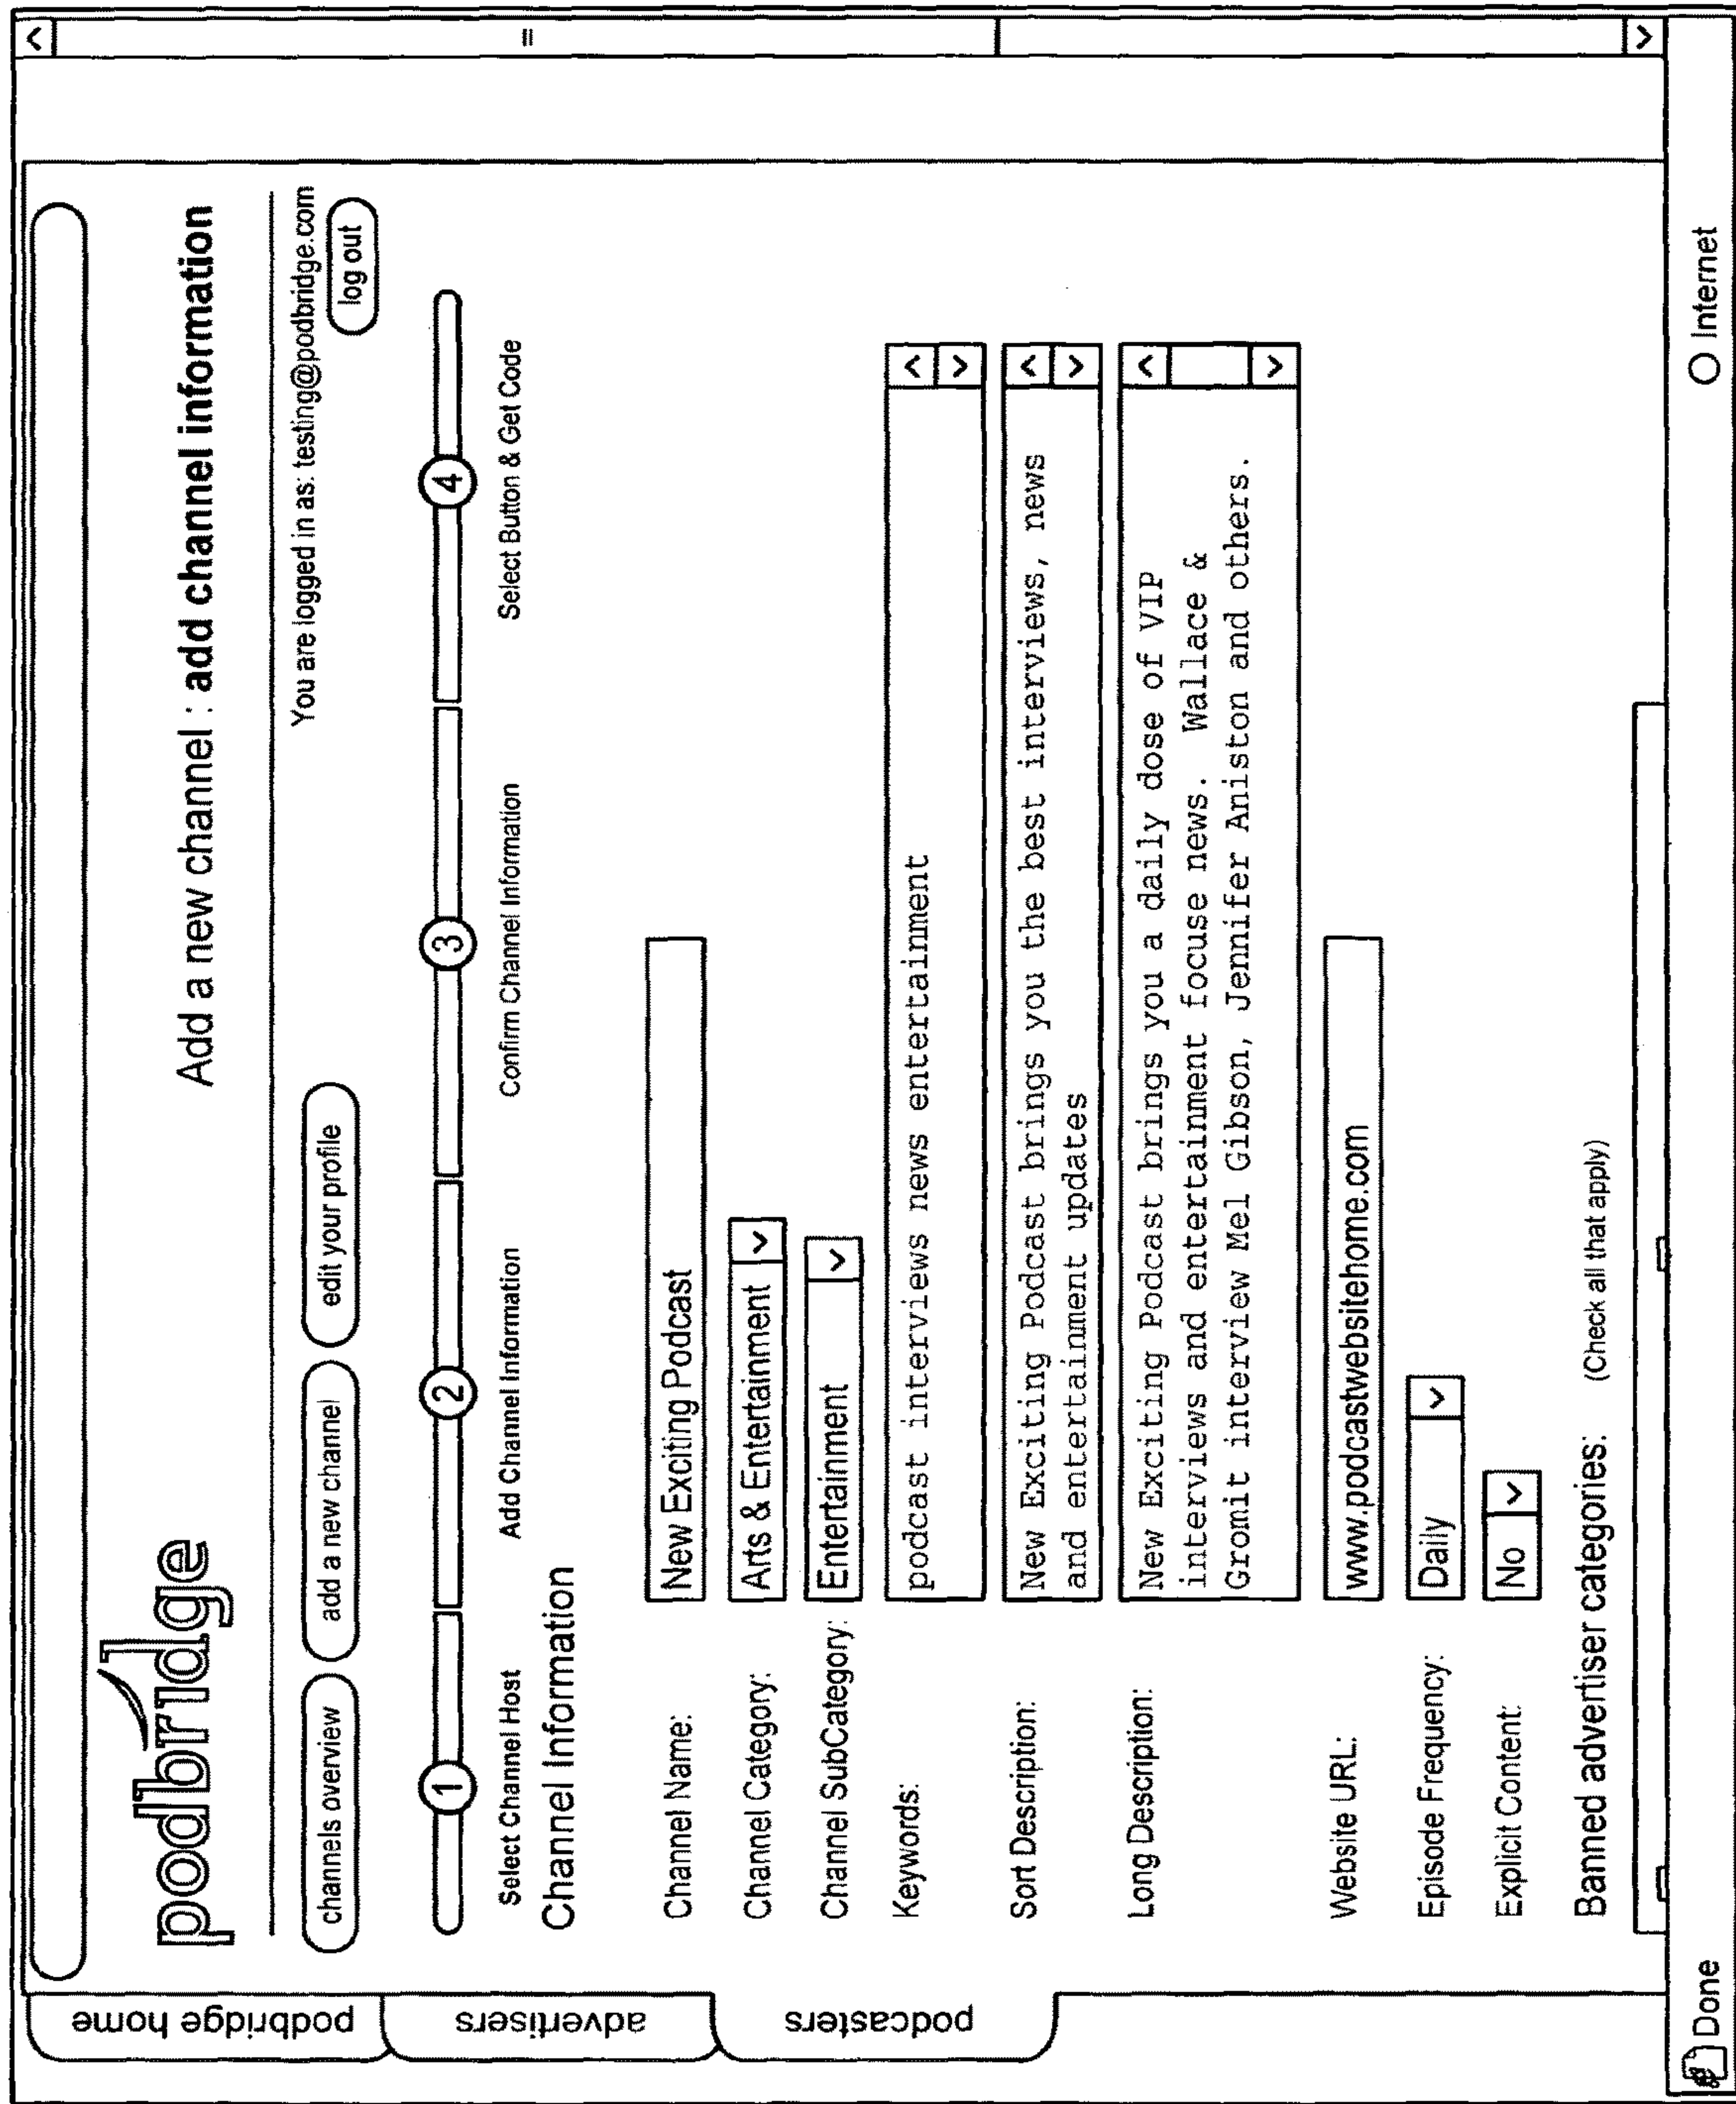 podbridge home
advertisers
podcasters
podbridge
Add a new channel : add channel information
channels overview
add a new channel
edit your profile
You are logged in as: testing@podbridge.com
log out
1
2
3
4
Select Channel Host
Add Channel Information
Confirm Channel Information
Select Button & Get Code
Channel Information
Channel Name:
New Exciting Podcast
Channel Category:
Arts & Entertainment
Channel SubCategory:
Entertainment
Keywords:
podcast interviews news entertainment
Sort Description:
New Exciting Podcast brings you the best interviews, news
and entertainment updates
Long Description:
New Exciting Podcast brings you a daily dose of VIP
interviews and entertainment focuse news. Wallace &
Gromit interview Mel Gibson, Jennifer Aniston and others.
Website URL:
www.podcastwebsitehome.com
Episode Frequency:
Daily
Explicit Content:
No
Banned advertiser categories: (Check all that apply)
Done
Internet